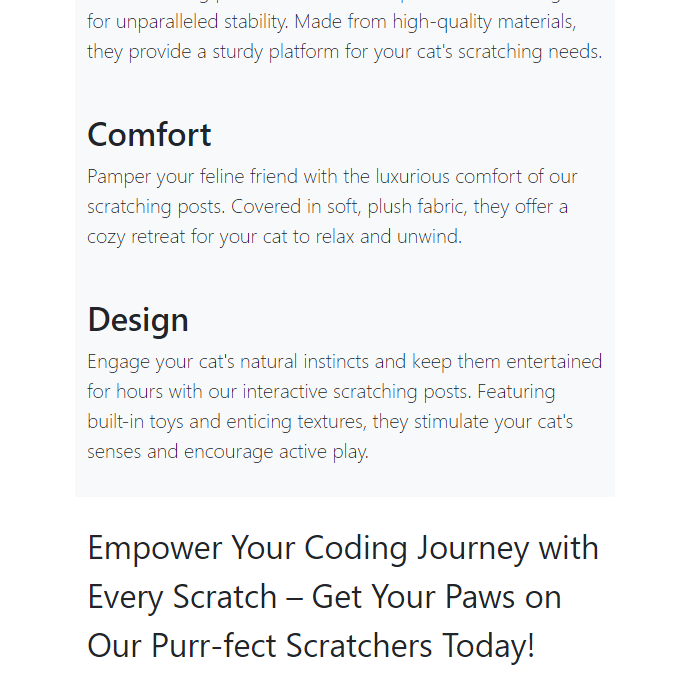 for unparalleled stability. Made from high-quality materials,
they provide a sturdy platform for your cat's scratching needs.
Comfort
Pamper your feline friend with the luxurious comfort of our
scratching posts. Covered in soft, plush fabric, they offer a
cozy retreat for your cat to relax and unwind.
Design
Engage your cat's natural instincts and keep them entertained
for hours with our interactive scratching posts. Featuring
built-in toys and enticing textures, they stimulate your cat's
senses and encourage active play.
Empower Your Coding Journey with
Every Scratch – Get Your Paws on
Our Purr-fect Scratchers Today!